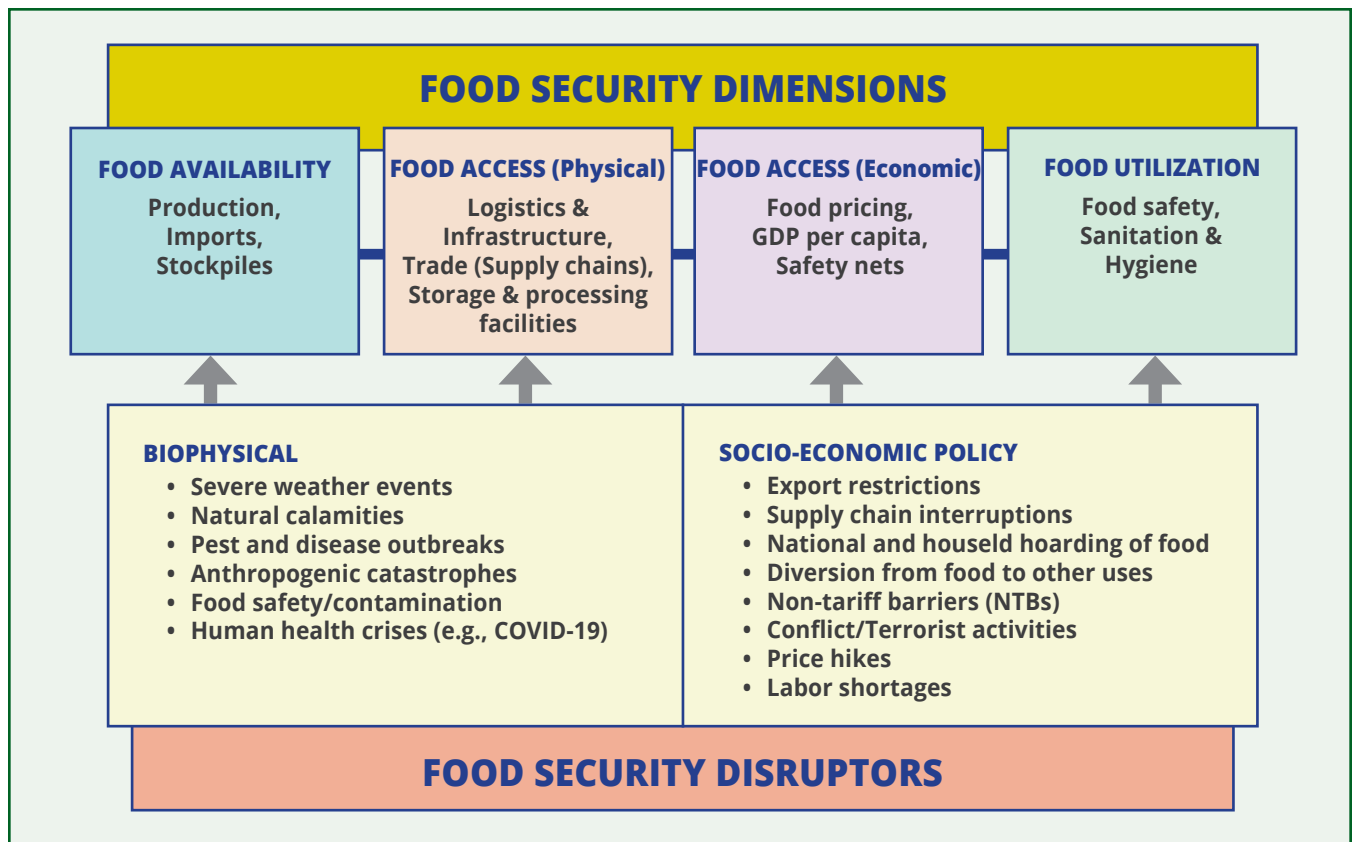 FOOD SECURITY DIMENSIONS
FOOD AVAILABILITY
Production,
Imports,
Stockpiles
FOOD ACCESS (Physical)
Logistics &
Infrastructure,
Trade (Supply chains),
Storage & processing
facilities
FOOD ACCESS (Economic)
Food pricing,
GDP per capita,
Safety nets
FOOD UTILIZATION
Food safety,
Sanitation &
Hygiene
BIOPHYSICAL
• Severe weather events
• Natural calamities
• Pest and disease outbreaks
• Anthropogenic catastrophes
• Food safety/contamination
• Human health crises (e.g., COVID-19)
SOCIO-ECONOMIC POLICY
• Export restrictions
• Supply chain interruptions
• National and houseld hoarding of food
• Diversion from food to other uses
• Non-tariff barriers (NTBs)
• Conflict/Terrorist activities
• Price hikes
• Labor shortages
FOOD SECURITY DISRUPTORS